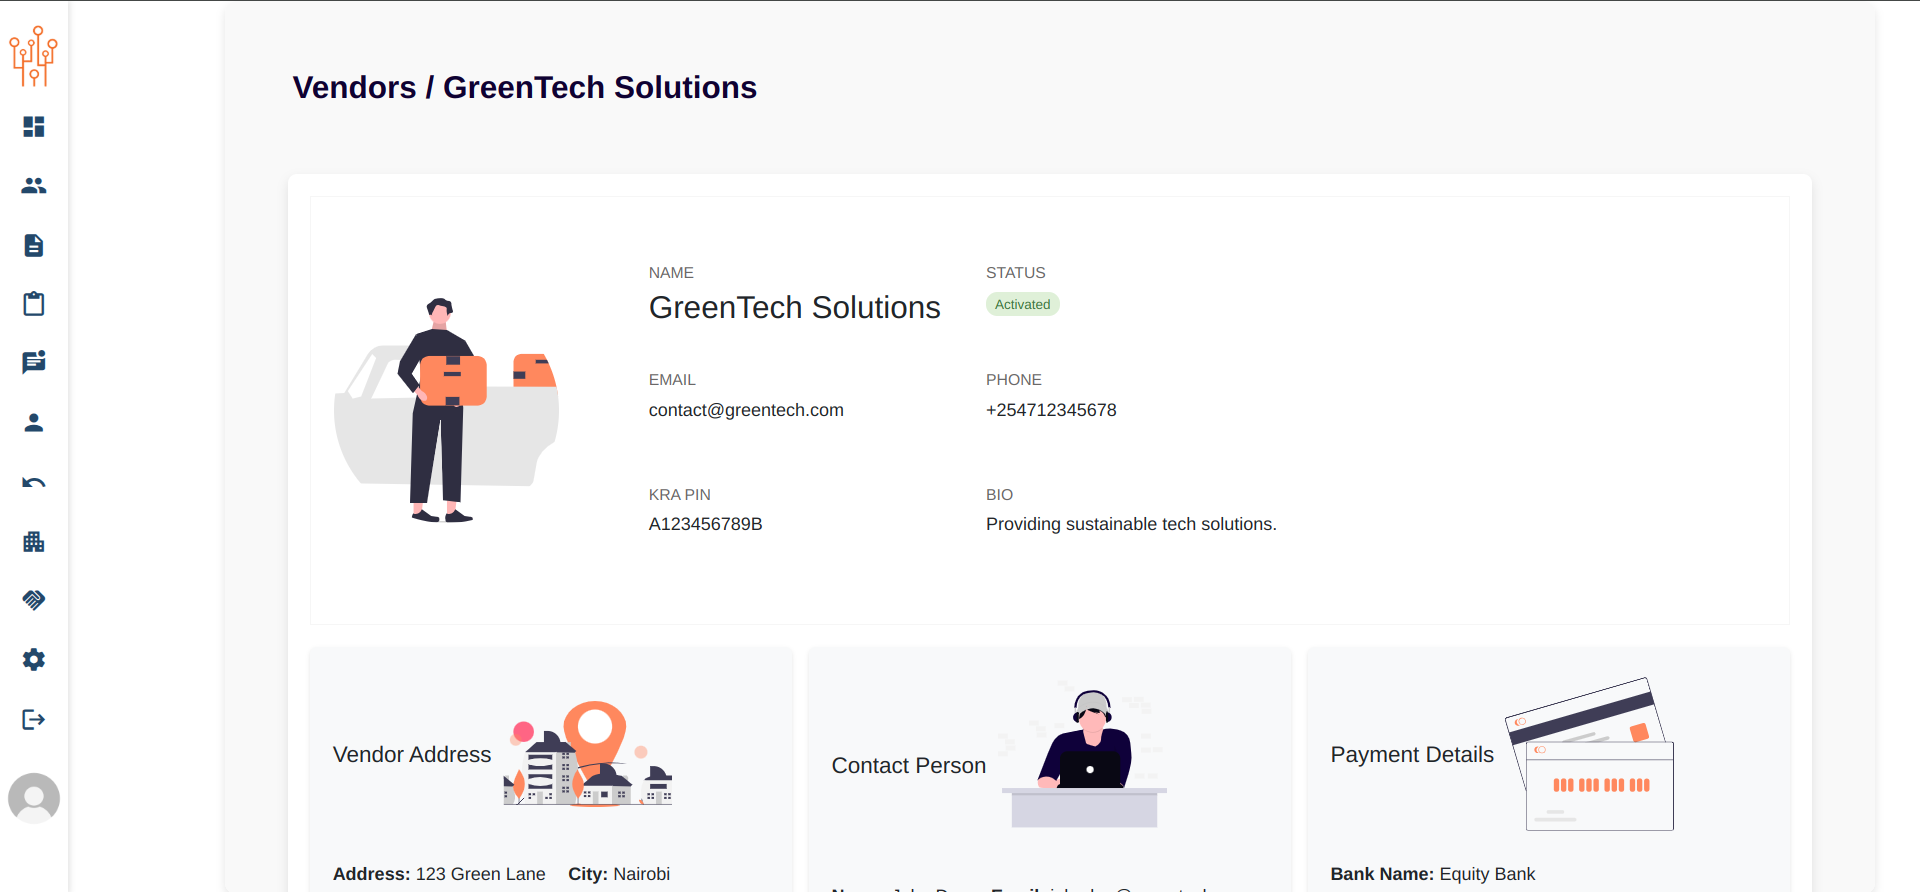 Vendors / GreenTech Solutions
NAME
STATUS
GreenTech Solutions
Activated
EMAIL
PHONE
contact@greentech.com
+254712345678
KRA PIN
BIO
A123456789B
Providing sustainable tech solutions.
Vendor Address
Contact Person
Payment Details
Address: 123 Green Lane City: Nairobi
Bank Name: Equity Bank